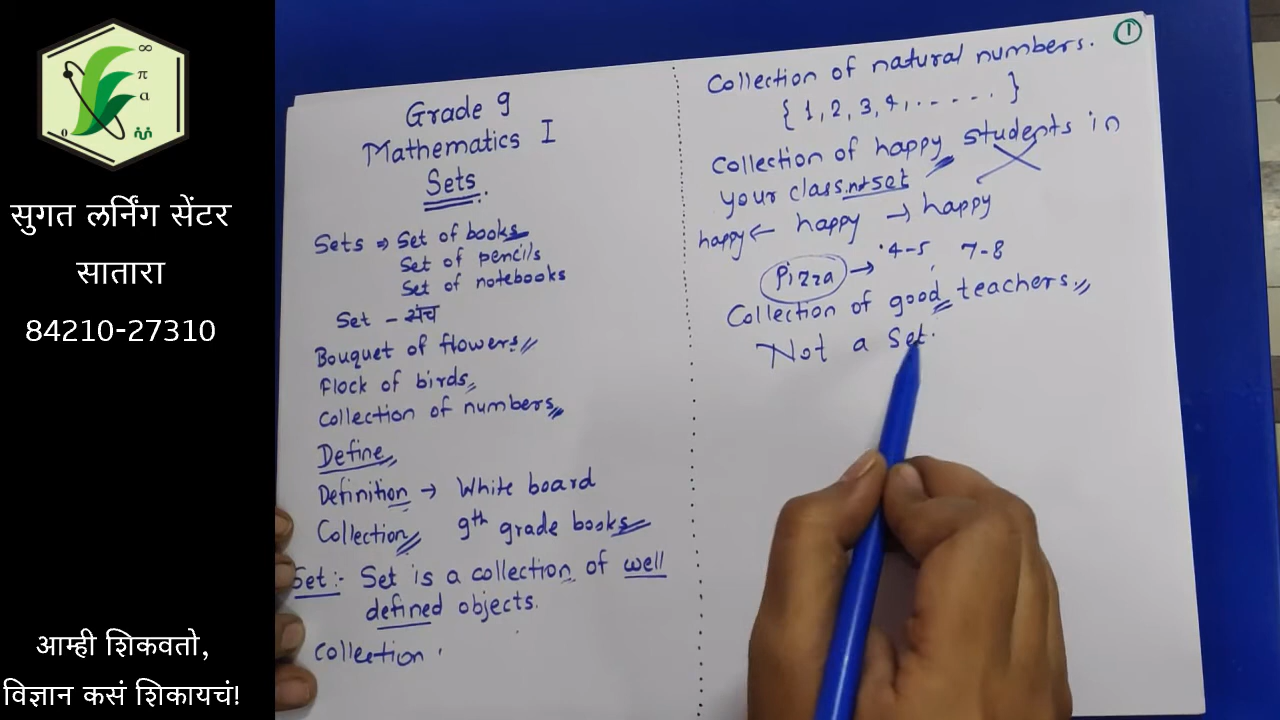 ∞
π
a
0
सुगत लर्निंग सेंटर
सातारा
84210-27310
आम्ही शिकवतो,
विज्ञान कसं शिकायचं!
Grade 9
Mathematics I
Sets.
Sets ⇒ Set of books
Set of pencils
Set of notebooks
Set - संच
Bouquet of flowers
Flock of birds
Collection of numbers
Define
Definition → White board
Collection 9th grade books
Set:- Set is a collection of well
defined objects.
Collection
1
Collection of natural numbers.
{ 1, 2, 3, 4, ...... }
Collection of happy students in
your class. not set
happy ← happy → happy
Pizza → 4-5, 7-8
Collection of good teachers.
Not a Set.